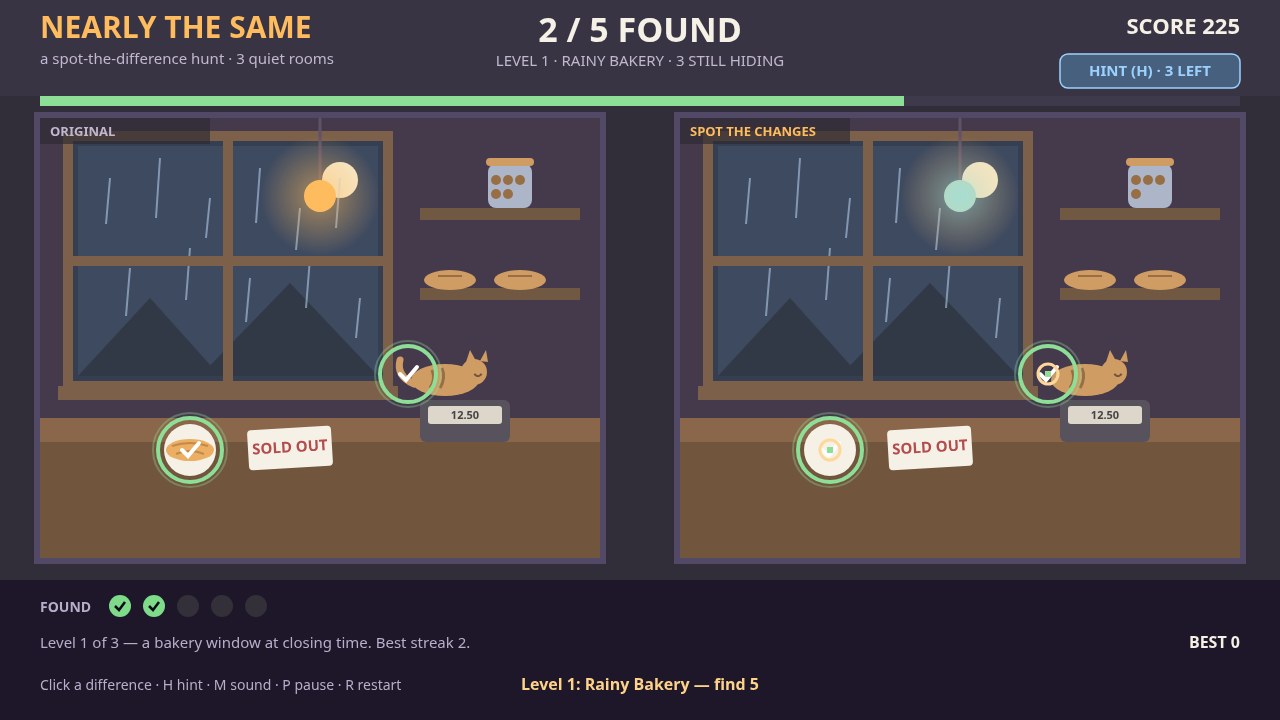 NEARLY THE SAME
a spot-the-difference hunt · 3 quiet rooms
2 / 5 FOUND
LEVEL 1 · RAINY BAKERY · 3 STILL HIDING
SCORE 225
HINT (H) · 3 LEFT
ORIGINAL
12.50
SOLD OUT
SPOT THE CHANGES
12.50
SOLD OUT
FOUND
Level 1 of 3 — a bakery window at closing time. Best streak 2.
BEST 0
Click a difference · H hint · M sound · P pause · R restart
Level 1: Rainy Bakery — find 5